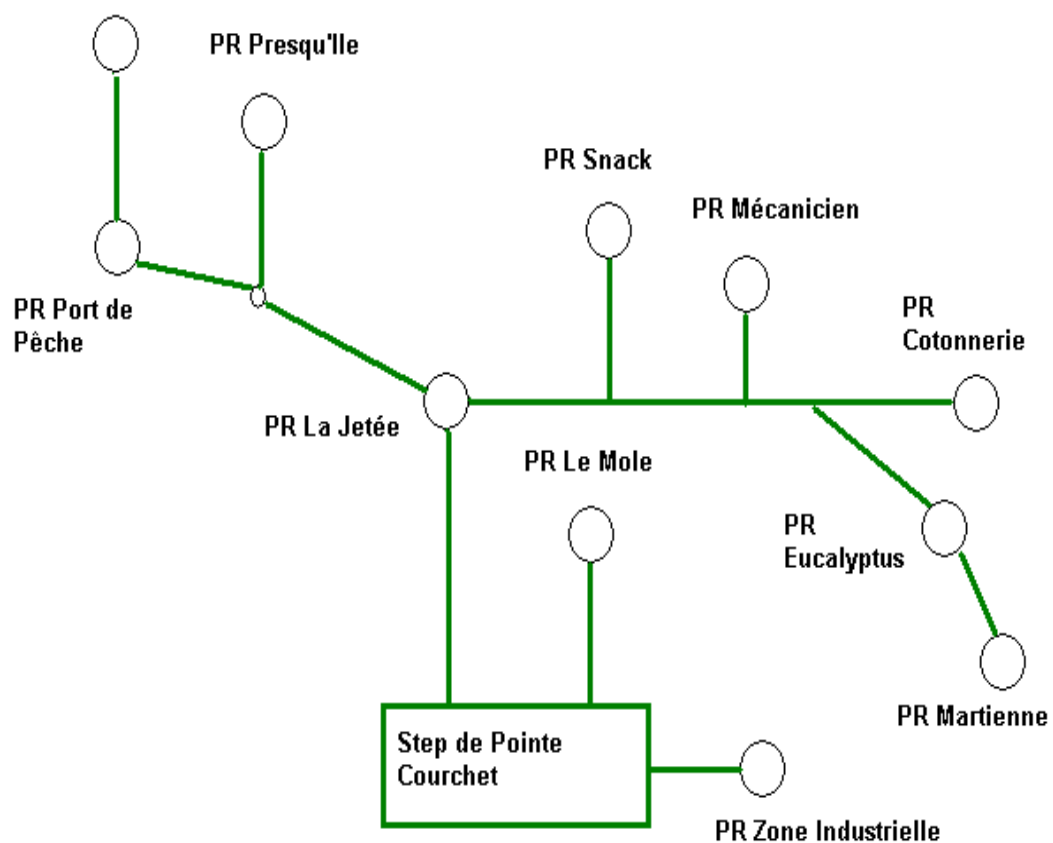 PR Presqu'Ile
PR Snack
PR Mécanicien
PR Port de
Pêche
PR
Cotonnerie
PR La Jetée
PR Le Mole
PR
Eucalyptus
PR Martienne
Step de Pointe
Courchet
PR Zone Industrielle